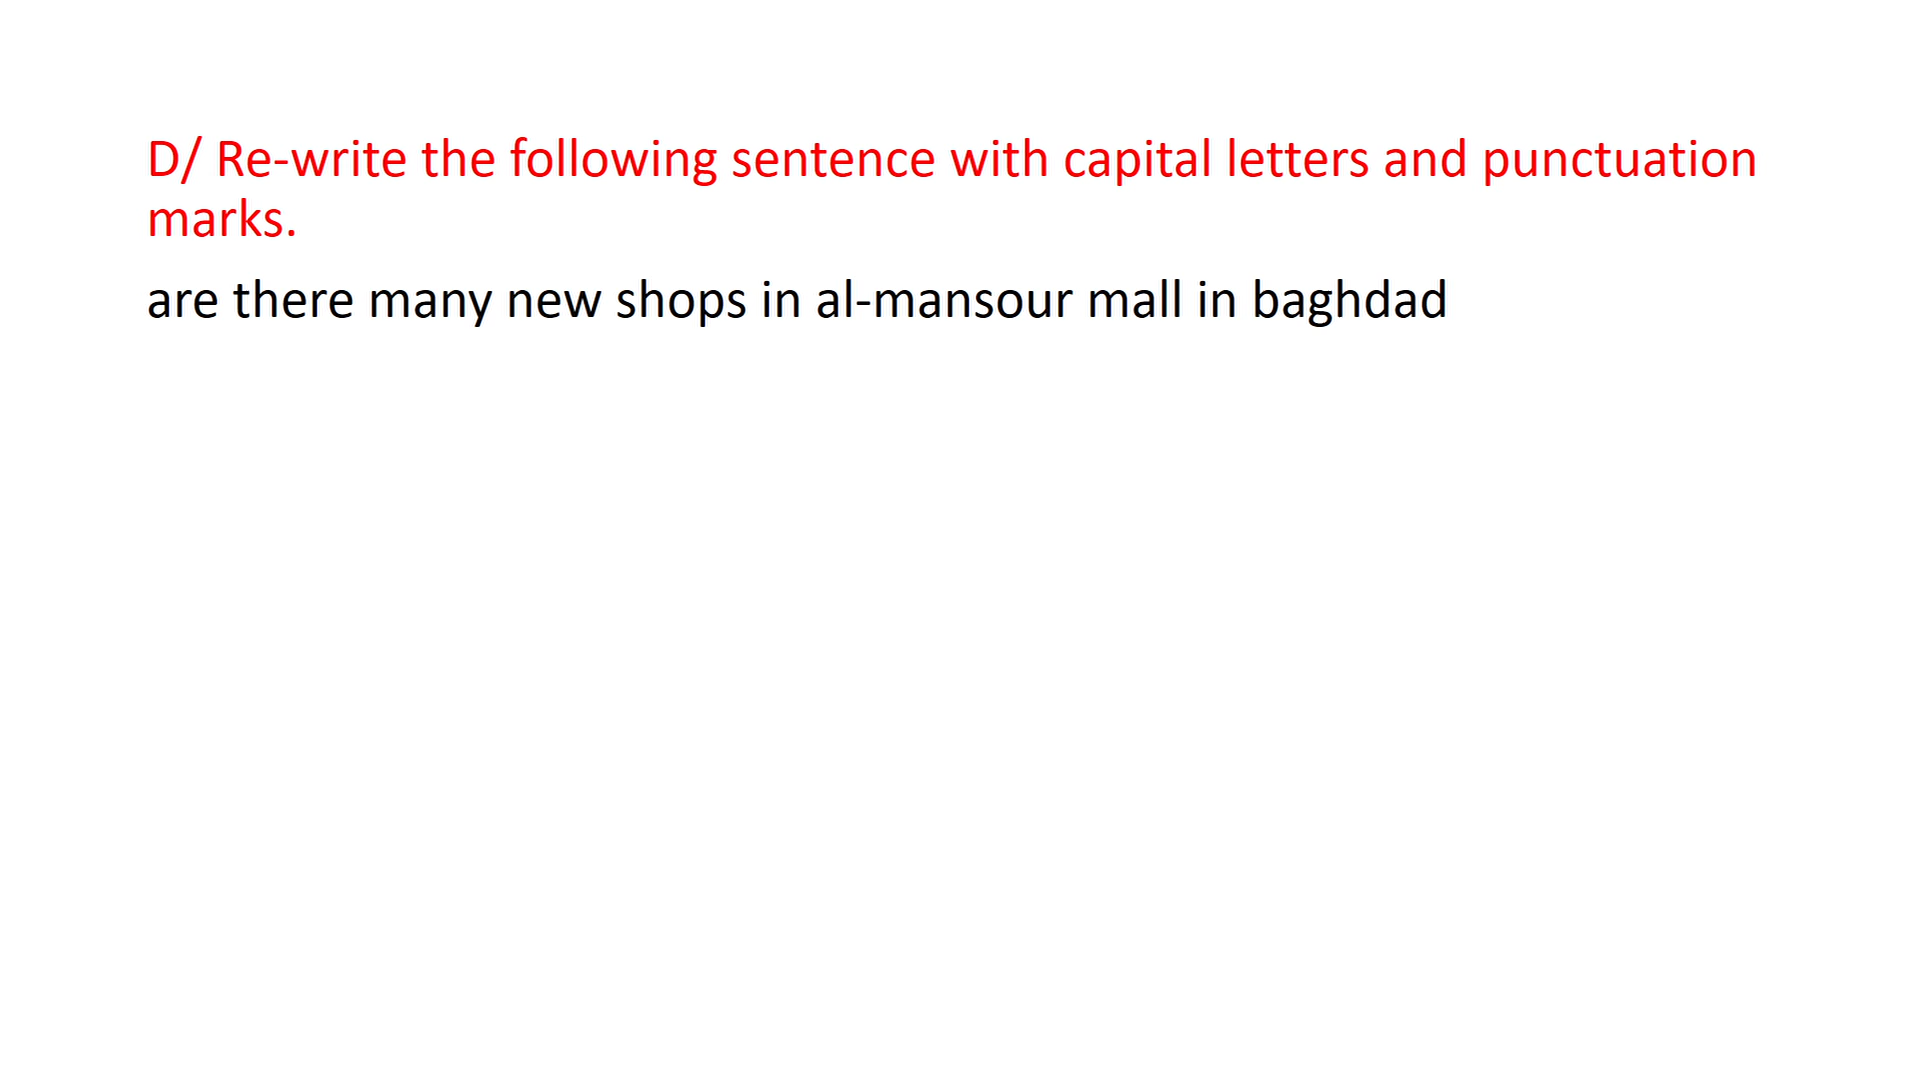 D/ Re-write the following sentence with capital letters and punctuation
marks.
are there many new shops in al-mansour mall in baghdad